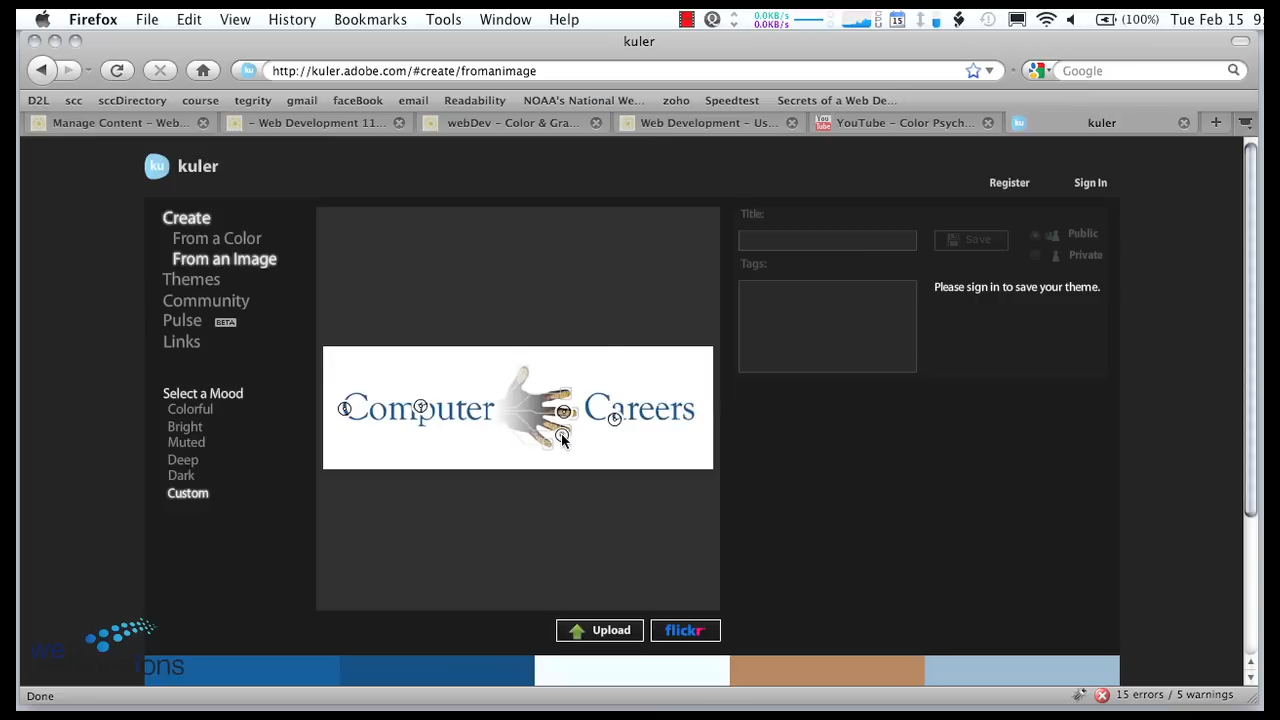 Firefox File Edit View History Bookmarks Tools Window Help 0.0KB/s 0.0KB/s 15 (100%) Tue Feb 15 9:
kuler
http://kuler.adobe.com/#create/fromanimage Google
D2L scc sccDirectory course tegrity gmail faceBook email Readability NOAA's National We... zoho Speedtest Secrets of a Web De...
Manage Content – Web... – Web Development 11... webDev – Color & Gra... Web Development – Us... YouTube – Color Psych... kuler
ku kuler
Register Sign In
Create
From a Color
From an Image
Themes
Community
Pulse BETA
Links
Select a Mood
Colorful
Bright
Muted
Deep
Dark
Custom
Computer Careers
Upload flickr
Title:
Save
Public
Private
Tags:
Please sign in to save your theme.
Done 15 errors / 5 warnings